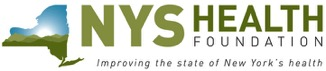 NYS HEALTH
FOUNDATION
Improving the state of New York's health